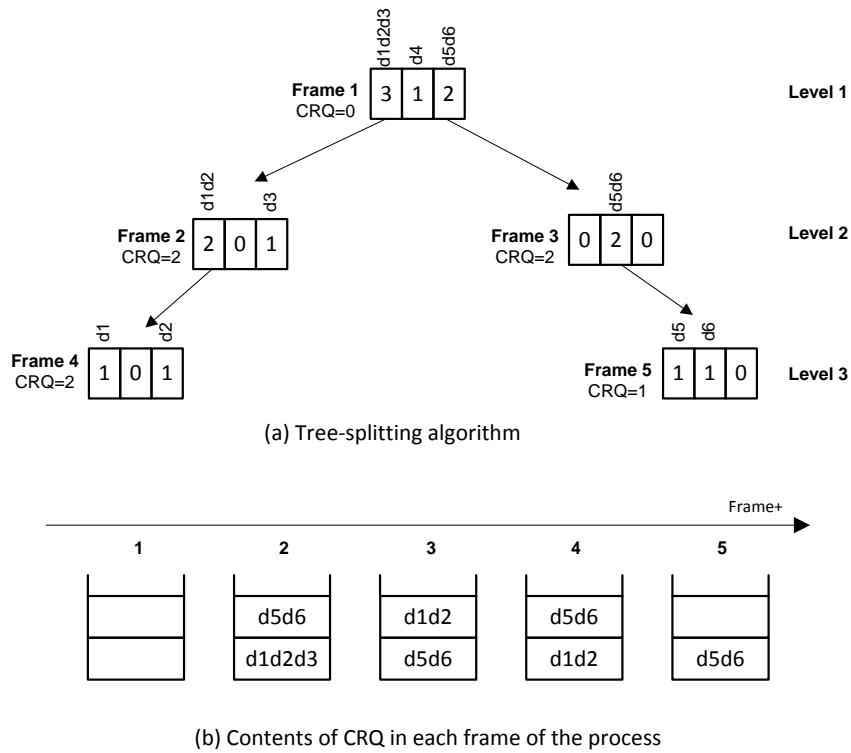 d1d2d3 d4 d5d6
Frame 1
CRQ=0
3 1 2
Level 1
d1d2 d3
Frame 2
CRQ=2
2 0 1
d5d6
Frame 3
CRQ=2
0 2 0
Level 2
d1 d2
Frame 4
CRQ=2
1 0 1
d5 d6
Frame 5
CRQ=1
1 1 0
Level 3
(a) Tree-splitting algorithm
Frame+
1 2 3 4 5
d5d6 d1d2 d5d6
d1d2d3 d5d6 d1d2 d5d6
(b) Contents of CRQ in each frame of the process